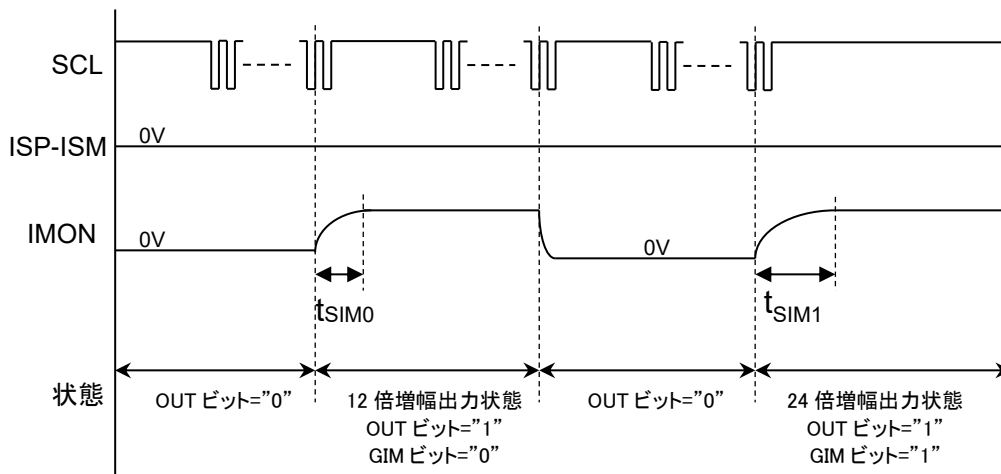 SCL
ISP-ISM
0V
IMON
0V
0V
tSIM0
tSIM1
状態
OUT ビット="0"
12 倍増幅出力状態
OUT ビット="1"
GIM ビット="0"
OUT ビット="0"
24 倍増幅出力状態
OUT ビット="1"
GIM ビット="1"